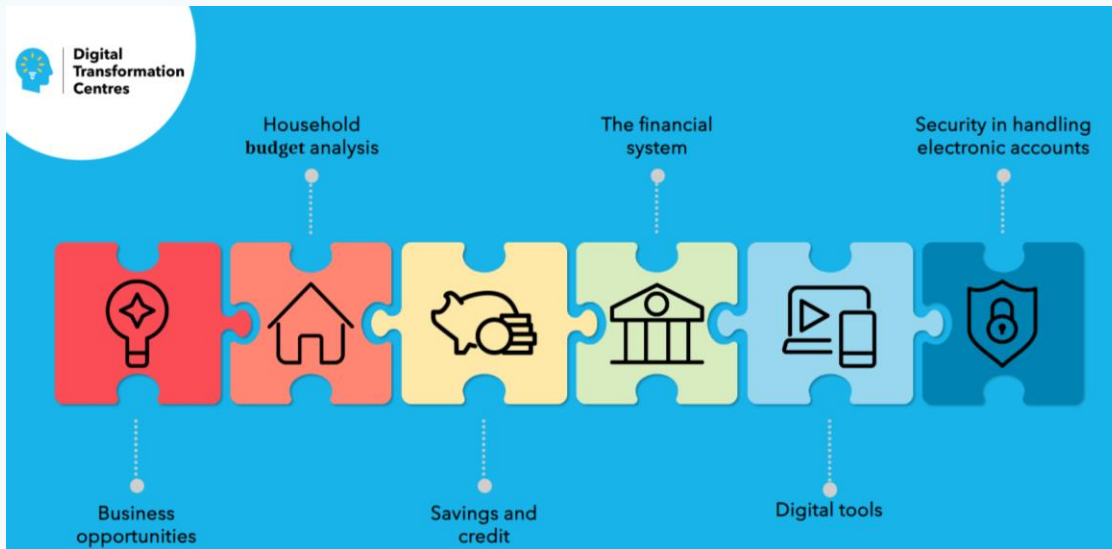 Digital
Transformation
Centres
Household
budget analysis
The financial
system
Security in handling
electronic accounts
Business
opportunities
Savings and
credit
Digital tools